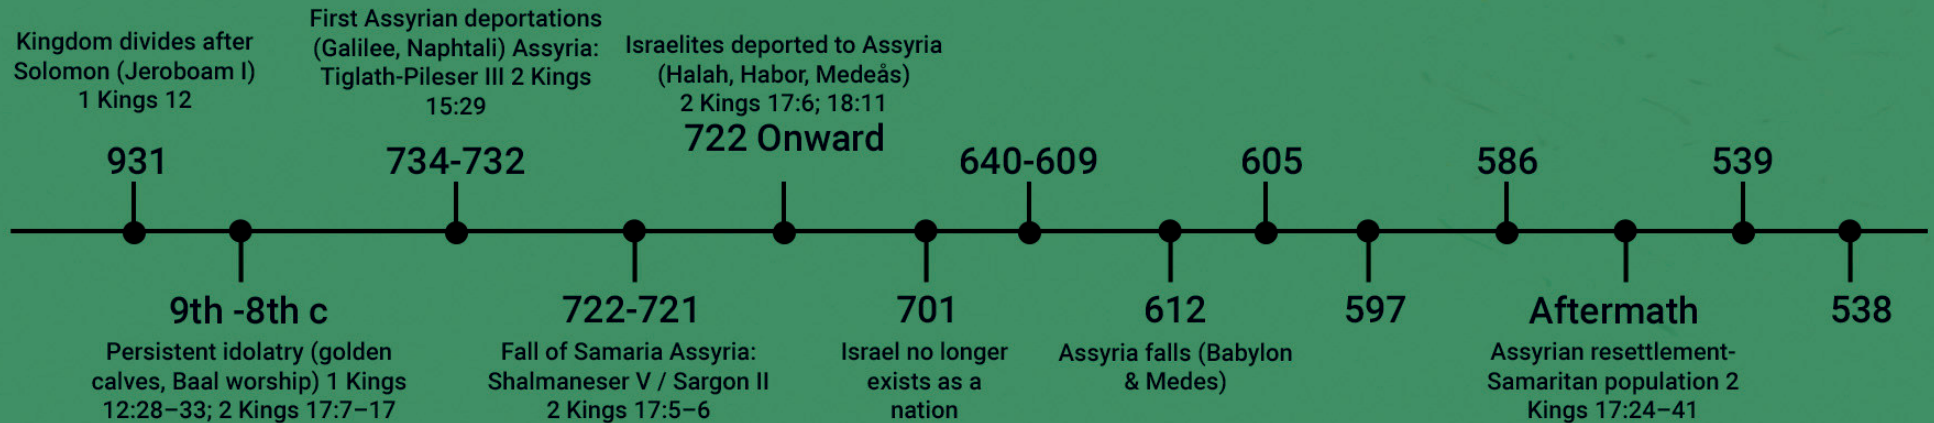 Kingdom divides after
Solomon (Jeroboam I)
1 Kings 12
931
9th -8th c
Persistent idolatry (golden
calves, Baal worship) 1 Kings
12:28–33; 2 Kings 17:7–17
First Assyrian deportations
(Galilee, Naphtali) Assyria:
Tiglath-Pileser III 2 Kings
15:29
734-732
722-721
Fall of Samaria Assyria:
Shalmaneser V / Sargon II
2 Kings 17:5–6
Israelites deported to Assyria
(Halah, Habor, Medeås)
2 Kings 17:6; 18:11
722 Onward
701
Israel no longer
exists as a
nation
640-609
612
Assyria falls (Babylon
& Medes)
605
597
586
Aftermath
Assyrian resettlement-
Samaritan population 2
Kings 17:24–41
539
538